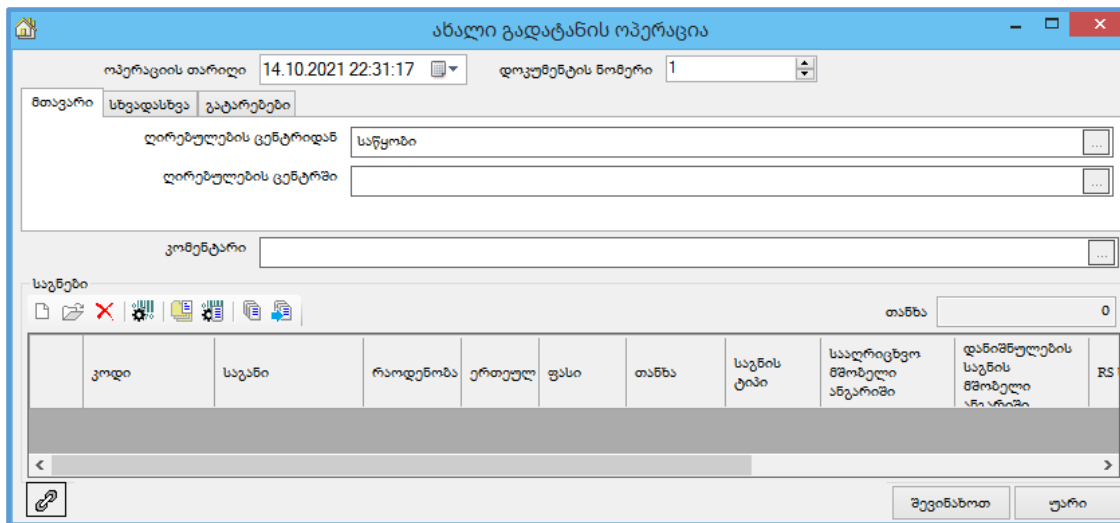 ახალი გადატანის ოპერაცია
ოპერაციის თარიღი 14.10.2021 22:31:17 დოკუმენტის ნომერი 1
მთავარი სხვადასხვა გატარებები
ღირებულების ცენტრიდან საწყობი ...
ღირებულების ცენტრში ...
კომენტარი ...
საგნები
თანხა 0
კოდი საგანი რაოდენობა ერთეულ ფასი თანხა
საგნის
ტიპი
სააღრიცხვო
მშობელი
ანგარიში
დანიშნულების
საგნის
მშობელი
ანგარიში
RS
შევინახოთ უარი